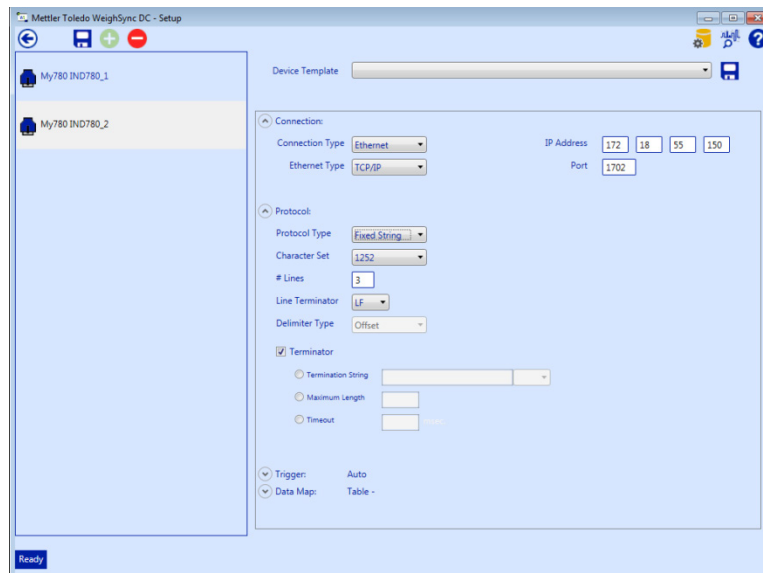 Mettler Toledo WeighSync DC - Setup
My780 IND780_1
My780 IND780_2
Device Template
Connection:
Connection Type Ethernet IP Address 172 18 55 150
Ethernet Type TCP/IP Port 1702
Protocol:
Protocol Type Fixed String
Character Set 1252
# Lines 3
Line Terminator LF
Delimiter Type Offset
Terminator
Termination String
Maximum Length
Timeout
Trigger: Auto
Data Map: Table -
Ready